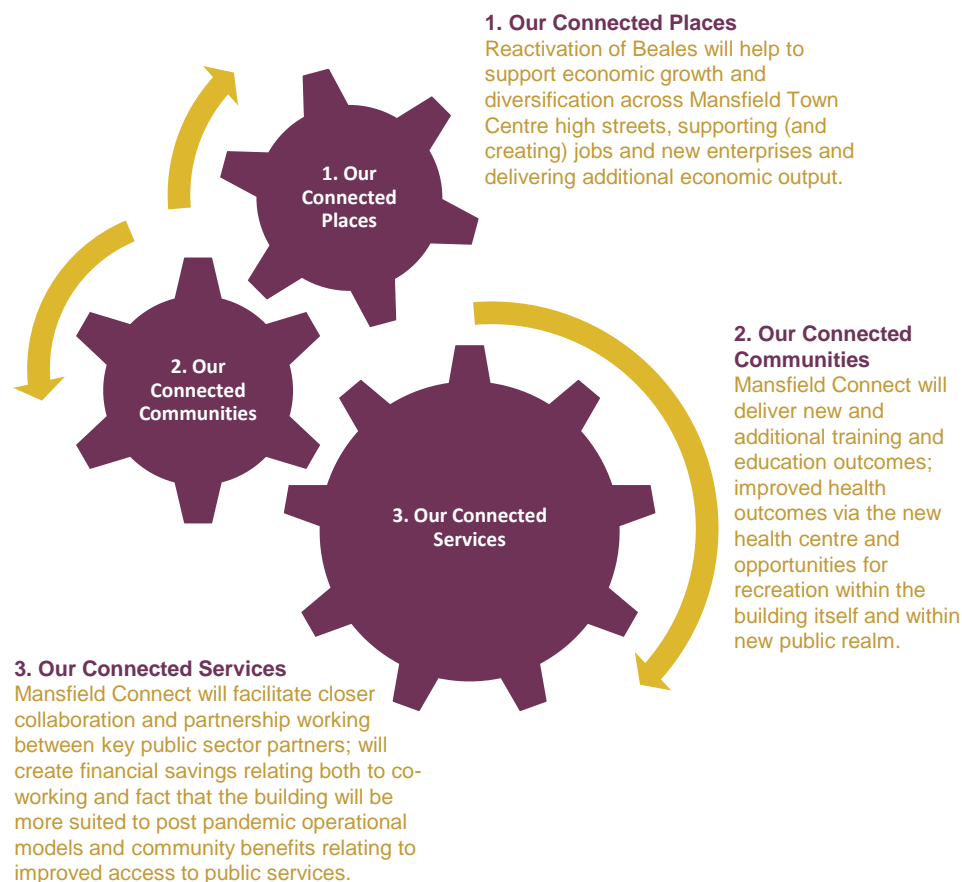 1. Our Connected Places
Reactivation of Beales will help to
support economic growth and
diversification across Mansfield Town
Centre high streets, supporting (and
creating) jobs and new enterprises and
delivering additional economic output.
1. Our
Connected
Places
2. Our
Connected
Communities
3. Our Connected
Services
2. Our Connected
Communities
Mansfield Connect will
deliver new and
additional training and
education outcomes;
improved health
outcomes via the new
health centre and
opportunities for
recreation within the
building itself and within
new public realm.
3. Our Connected Services
Mansfield Connect will facilitate closer
collaboration and partnership working
between key public sector partners; will
create financial savings relating both to co-
working and fact that the building will be
more suited to post pandemic operational
models and community benefits relating to
improved access to public services.